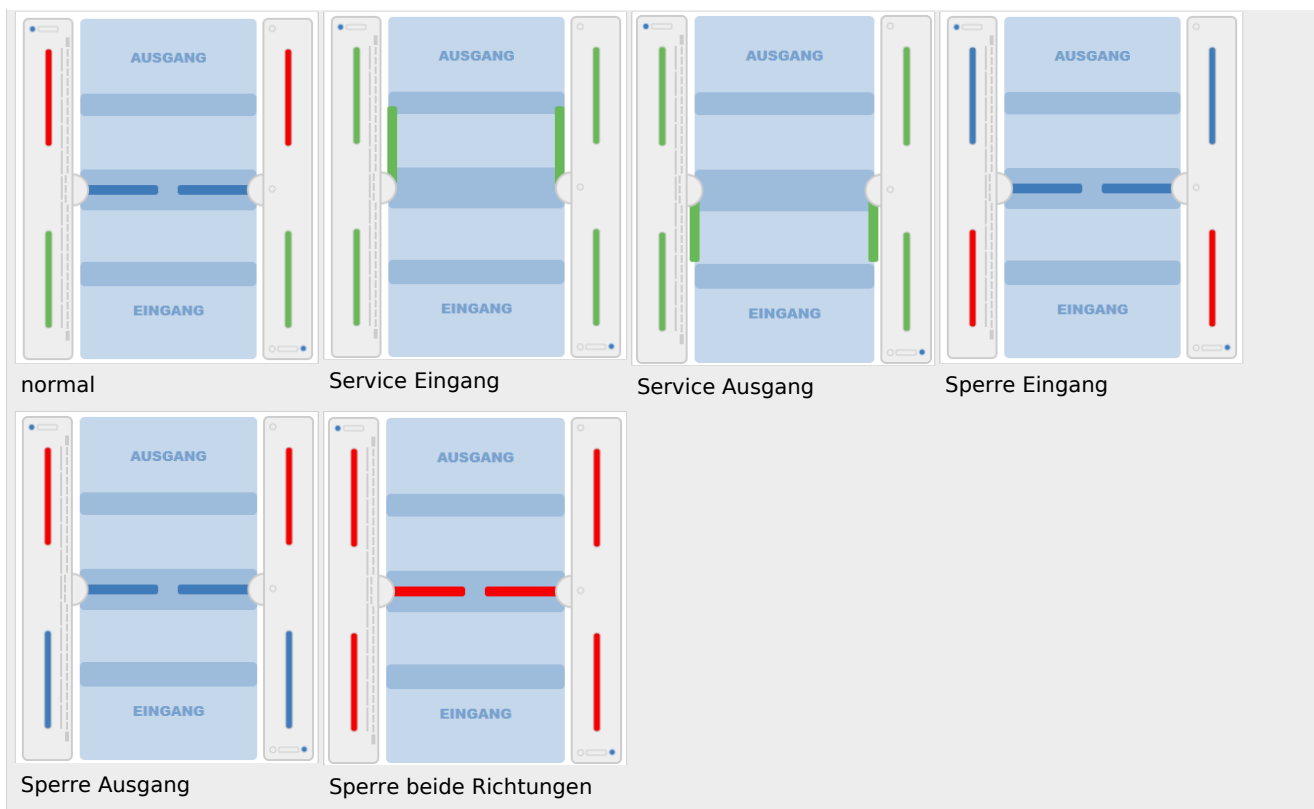 AUSGANG
EINGANG
normal
AUSGANG
EINGANG
Service Eingang
AUSGANG
EINGANG
Service Ausgang
AUSGANG
EINGANG
Sperre Eingang
AUSGANG
EINGANG
Sperre Ausgang
AUSGANG
EINGANG
Sperre beide Richtungen